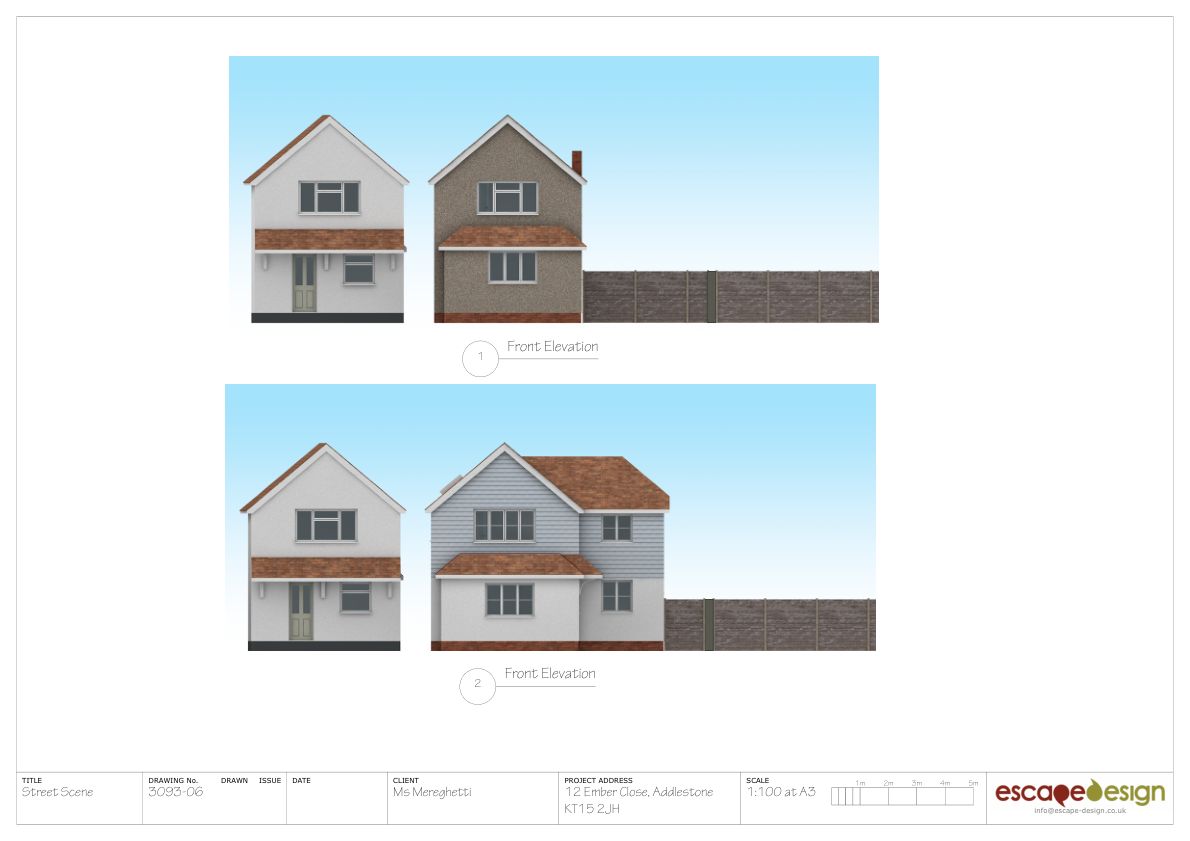 Front Elevation
1
Front Elevation
2
TITLE
Street Scene
DRAWING No. DRAWN ISSUE
3093-06
DATE
CLIENT
Ms Mereghetti
PROJECT ADDRESS
12 Ember Close, Addlestone
KT15 2JH
SCALE
1:100 at A3
1m 2m 3m 4m 5m
escapedesign
info@escape-design.co.uk